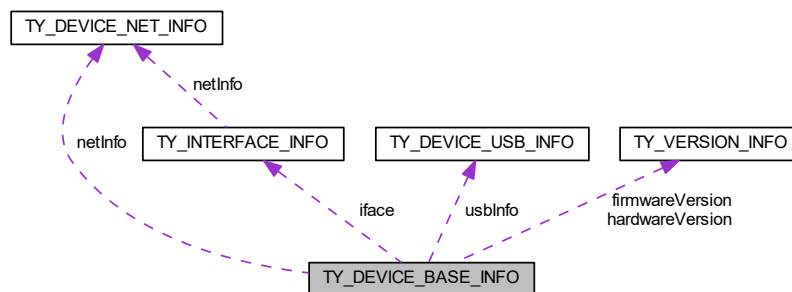 TY_DEVICE_NET_INFO
netInfo
netInfo
TY_INTERFACE_INFO
TY_DEVICE_USB_INFO
TY_VERSION_INFO
iface
usbInfo
firmwareVersion
hardwareVersion
TY_DEVICE_BASE_INFO